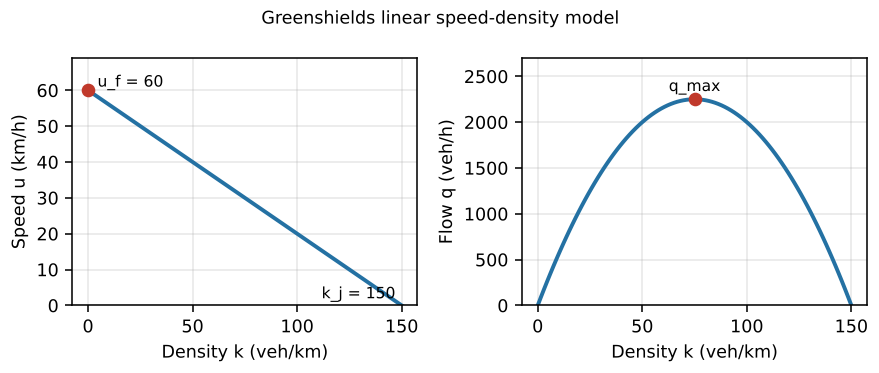 Greenshields linear speed-density model
Speed u (km/h)
60
50
40
30
20
10
0
u_f = 60
k_j = 150
0 50 100 150
Density k (veh/km)
Flow q (veh/h)
2500
2000
1500
1000
500
0
q_max
0 50 100 150
Density k (veh/km)